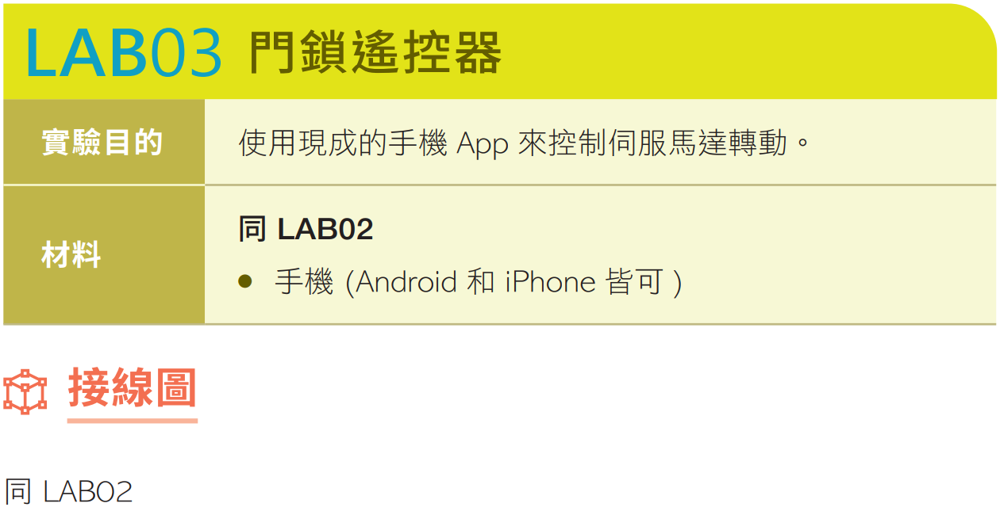 LAB03 門鎖遙控器
實驗目的
使用現成的手機 App 來控制伺服馬達轉動。
材料
同 LAB02
● 手機 (Android 和 iPhone 皆可 )
接線圖
同 LAB02